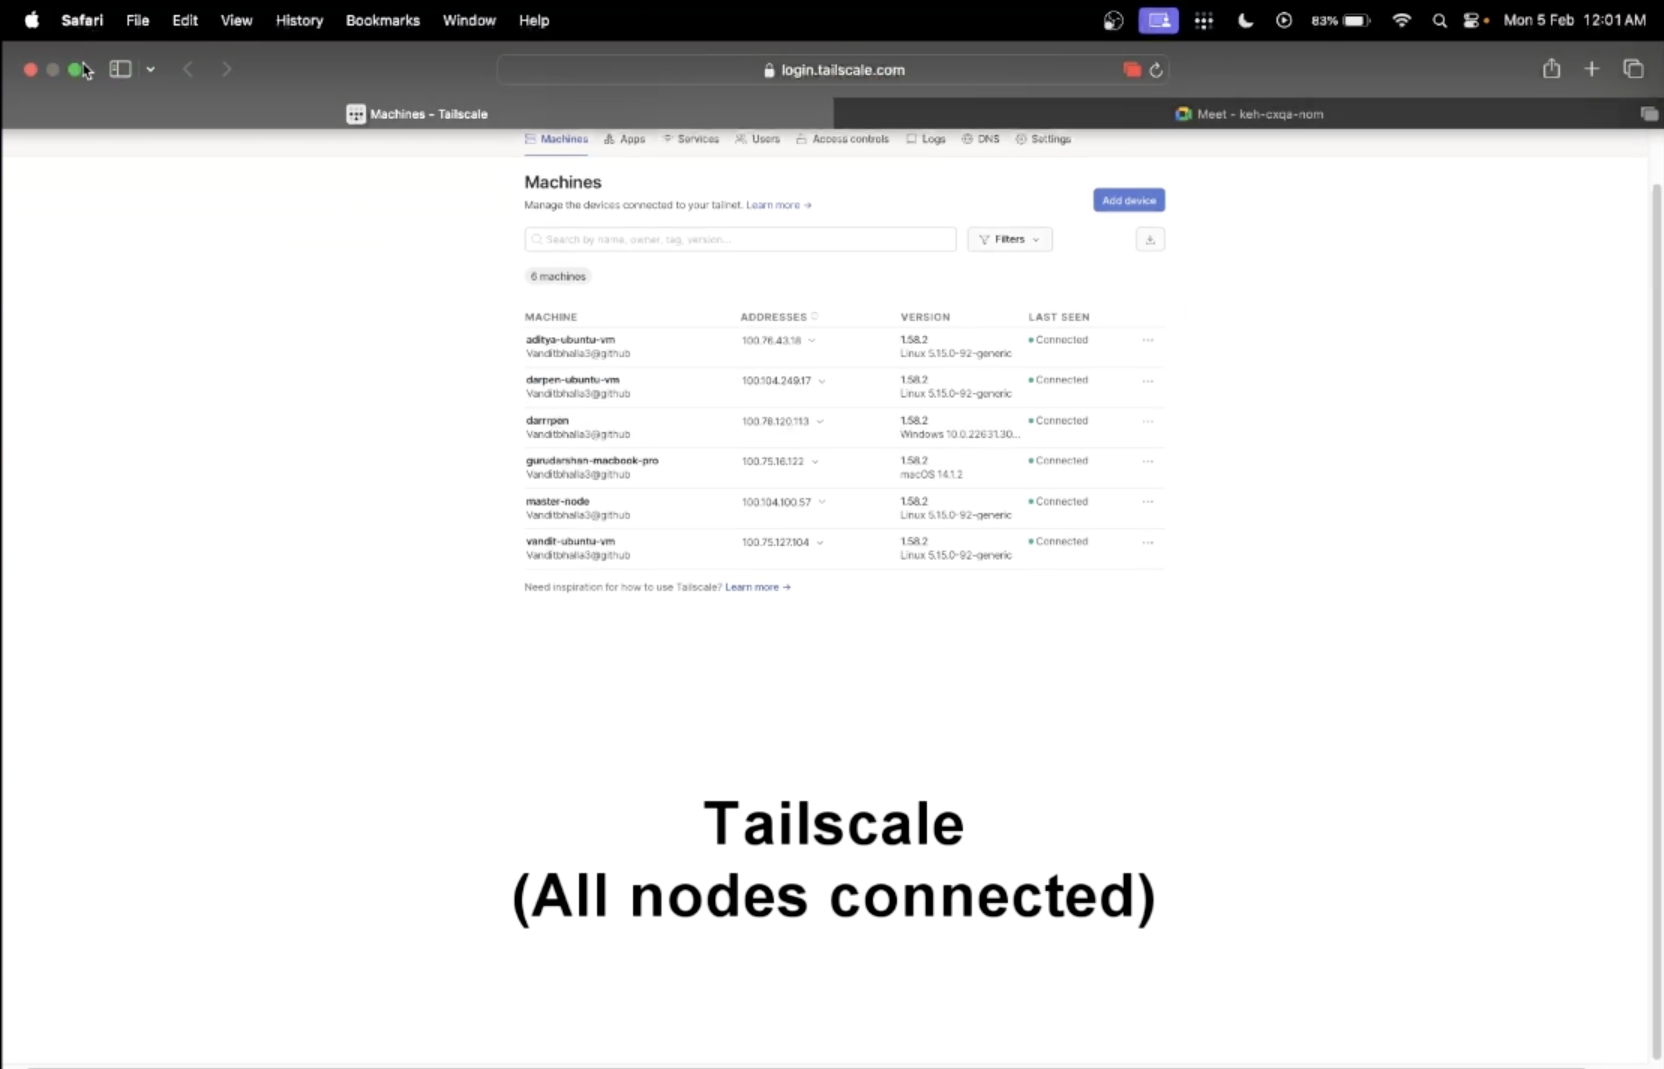 Safari File Edit View History Bookmarks Window Help 83% Mon 5 Feb 12:01 AM
login.tailscale.com
Machines - Tailscale Meet - keh-cxqa-nom
Machines Apps Services Users Access controls Logs DNS Settings
Machines
Manage the devices connected to your tailnet. Learn more →
Add device
Search by name, owner, tag, version... Filters
6 machines
MACHINE ADDRESSES VERSION LAST SEEN
aditya-ubuntu-vm 100.76.43.18 1.58.2 Connected
Vanditbhalla3@github Linux 5.15.0-92-generic
darpen-ubuntu-vm 100.104.249.17 1.58.2 Connected
Vanditbhalla3@github Linux 5.15.0-92-generic
darrrpen 100.78.120.113 1.58.2 Connected
Vanditbhalla3@github Windows 10.0.22631.30...
gurudarshan-macbook-pro 100.75.16.122 1.58.2 Connected
Vanditbhalla3@github macOS 14.1.2
master-node 100.104.100.57 1.58.2 Connected
Vanditbhalla3@github Linux 5.15.0-92-generic
vandit-ubuntu-vm 100.75.127.104 1.58.2 Connected
Vanditbhalla3@github Linux 5.15.0-92-generic
Need inspiration for how to use Tailscale? Learn more →
Tailscale
(All nodes connected)